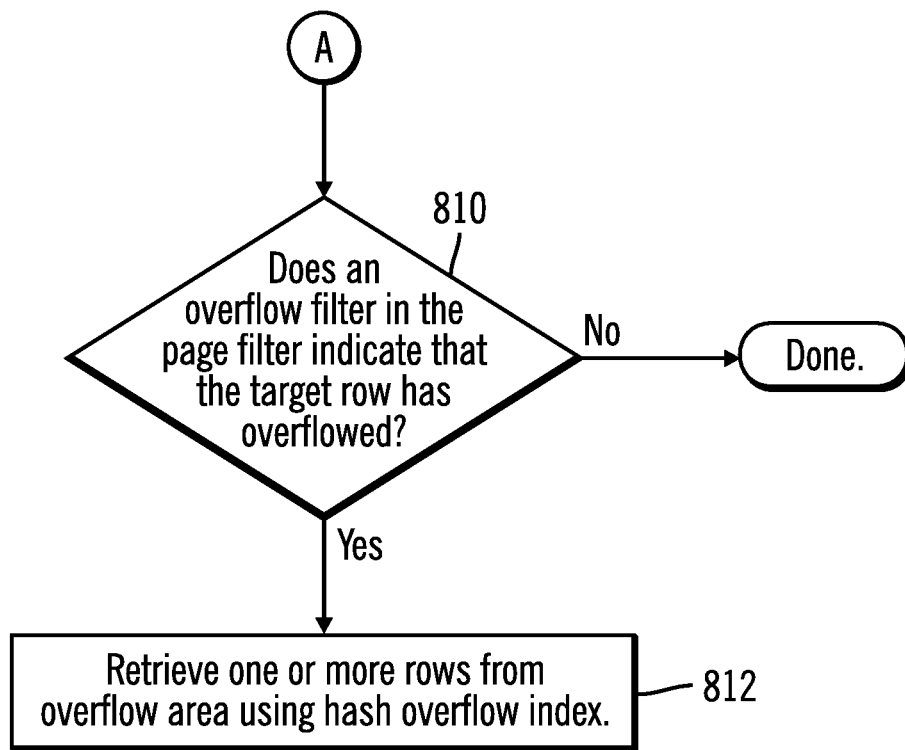 A
810
Does an
overflow filter in the
page filter indicate that
the target row has
overflowed?
No
Done.
Yes
Retrieve one or more rows from
overflow area using hash overflow index.
812